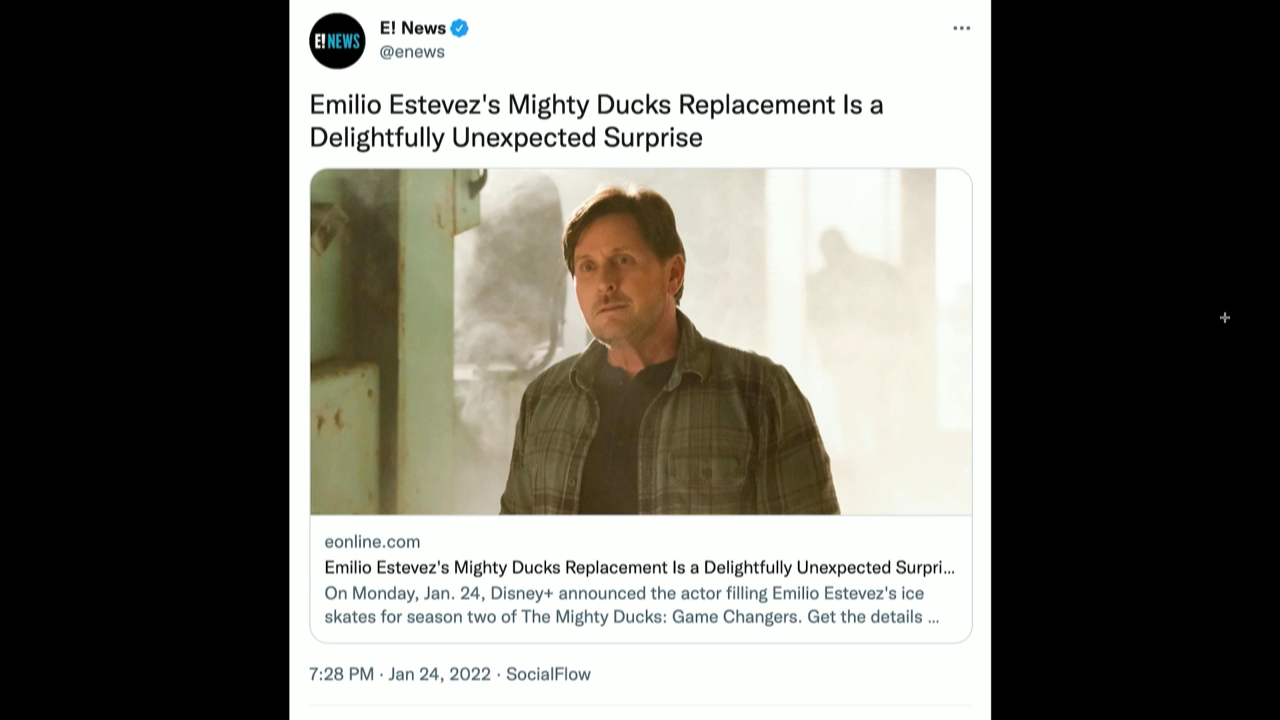 E! NEWS
E! News
@enews
Emilio Estevez's Mighty Ducks Replacement Is a
Delightfully Unexpected Surprise
eonline.com
Emilio Estevez's Mighty Ducks Replacement Is a Delightfully Unexpected Surpri...
On Monday, Jan. 24, Disney+ announced the actor filling Emilio Estevez's ice
skates for season two of The Mighty Ducks: Game Changers. Get the details ...
7:28 PM · Jan 24, 2022 · SocialFlow